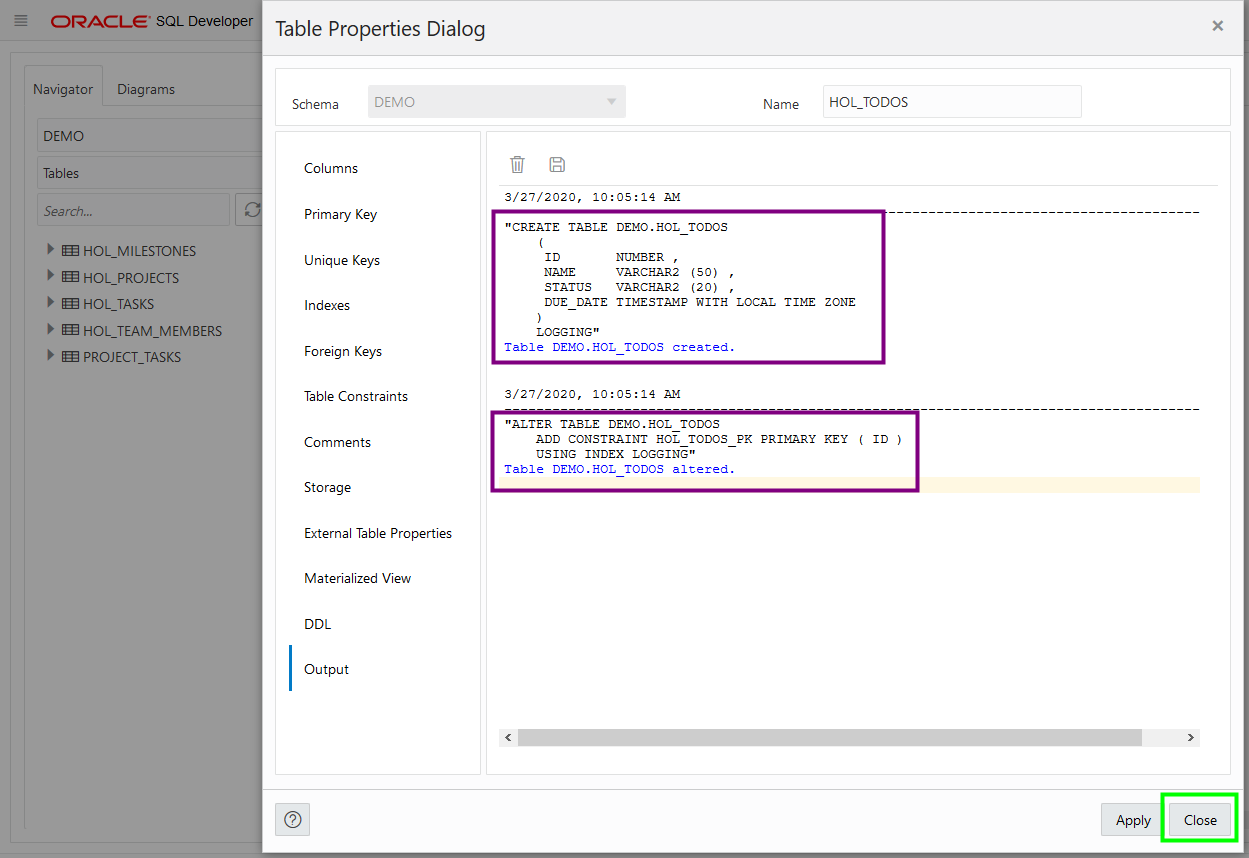 ORACLE® SQL Developer
Navigator
Diagrams
DEMO
Tables
Search...
HOL_MILESTONES
HOL_PROJECTS
HOL_TASKS
HOL_TEAM_MEMBERS
PROJECT_TASKS
Table Properties Dialog
Schema
DEMO
Name
HOL_TODOS
Columns
Primary Key
Unique Keys
Indexes
Foreign Keys
Table Constraints
Comments
Storage
External Table Properties
Materialized View
DDL
Output
3/27/2020, 10:05:14 AM
"CREATE TABLE DEMO.HOL_TODOS
(
ID NUMBER ,
NAME VARCHAR2 (50) ,
STATUS VARCHAR2 (20) ,
DUE_DATE TIMESTAMP WITH LOCAL TIME ZONE
)
LOGGING"
Table DEMO.HOL_TODOS created.
3/27/2020, 10:05:14 AM
"ALTER TABLE DEMO.HOL_TODOS
ADD CONSTRAINT HOL_TODOS_PK PRIMARY KEY ( ID )
USING INDEX LOGGING"
Table DEMO.HOL_TODOS altered.
Apply
Close